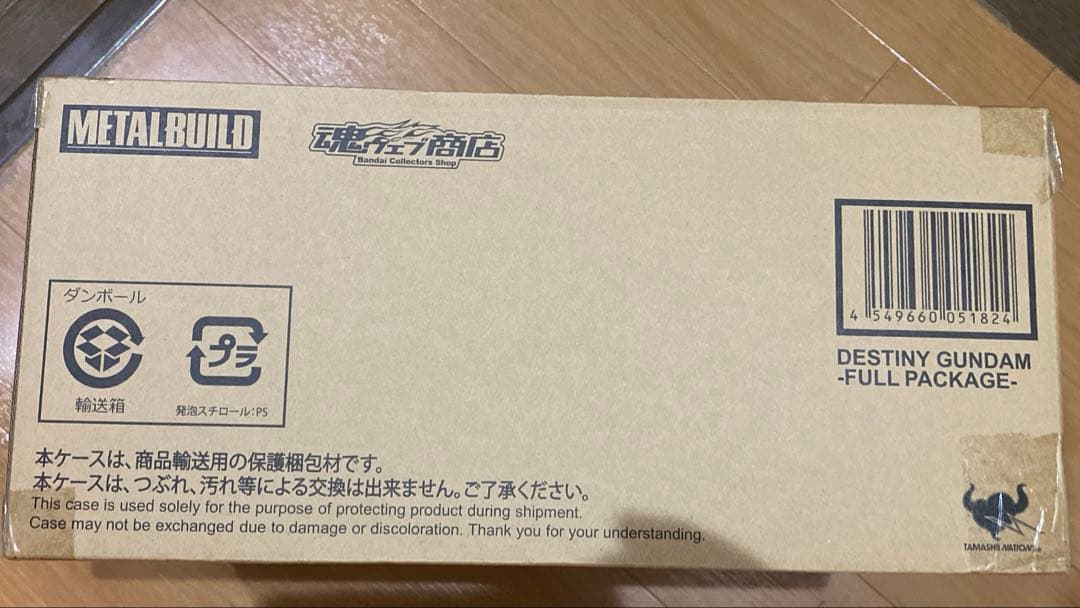 METALBUILD
魂ウェブ商店
Bandai Collectors Shop
4 549660 051824
DESTINY GUNDAM
-FULL PACKAGE-
ダンボール
プラ
輸送箱
発泡スチロール:PS
本ケースは、商品輸送用の保護梱包材です。
本ケースは、つぶれ、汚れ等による交換は出来ません。ご了承ください。
This case is used solely for the purpose of protecting product during shipment.
Case may not be exchanged due to damage or discoloration. Thank you for your understanding.
TAMASHII NATIONS